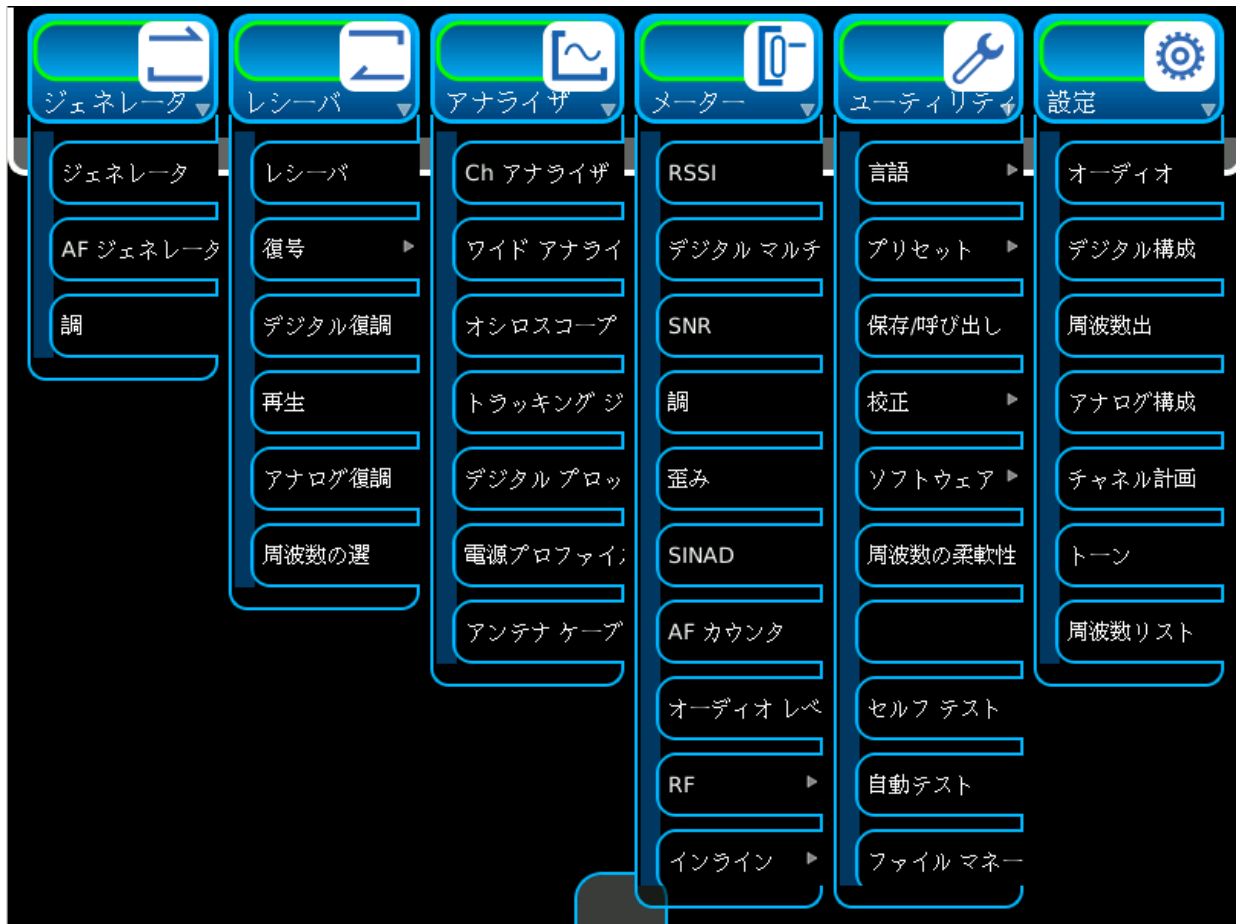 ジェネレータ
ジェネレータ
AF ジェネレータ
調
レシーバ
レシーバ
復号
デジタル復調
再生
アナログ復調
周波数の選
アナライザ
Ch アナライザ
ワイド アナライ
オシロスコープ
トラッキング ジ
デジタル プロッ
電源プロファイ
アンテナ ケーブ
メーター
RSSI
デジタル マルチ
SNR
調
歪み
SINAD
AF カウンタ
オーディオ レベ
RF
インライン
ユーティリティ
言語
プリセット
保存/呼び出し
校正
ソフトウェア
周波数の柔軟性
セルフ テスト
自動テスト
ファイル マネー
設定
オーディオ
デジタル構成
周波数出
アナログ構成
チャネル計画
トーン
周波数リスト